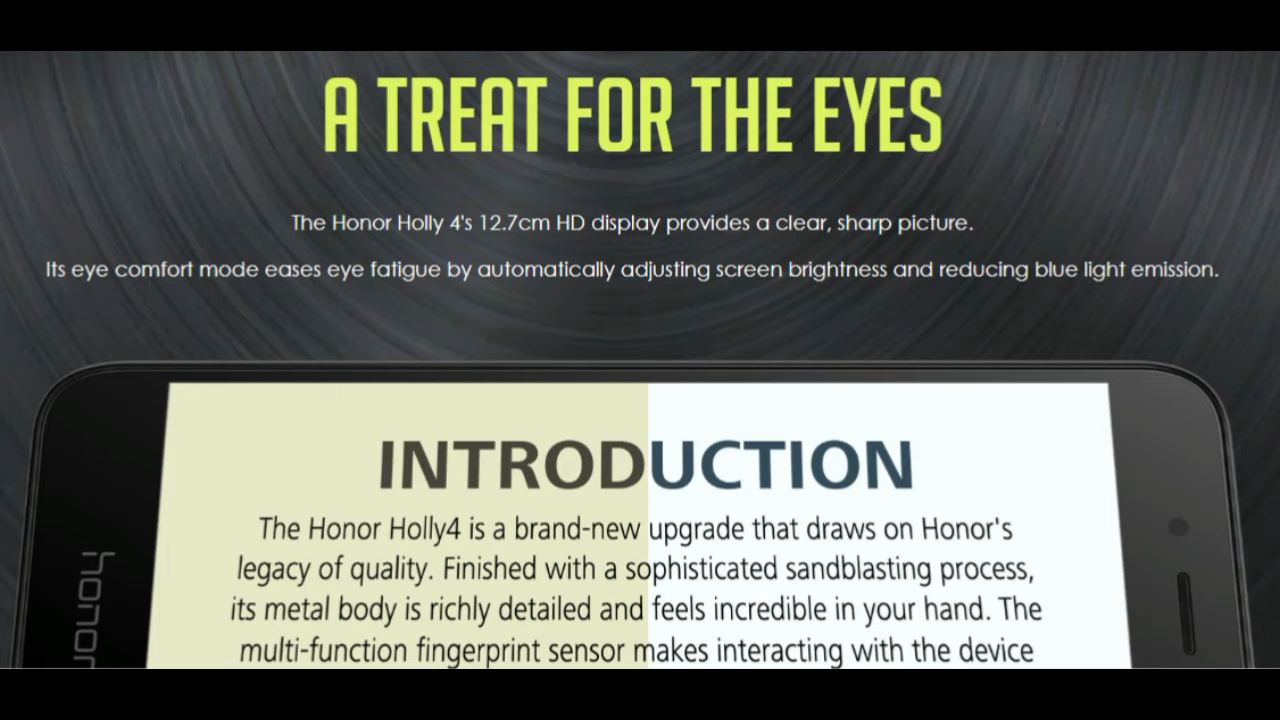 A TREAT FOR THE EYES
The Honor Holly 4's 12.7cm HD display provides a clear, sharp picture.
Its eye comfort mode eases eye fatigue by automatically adjusting screen brightness and reducing blue light emission.
INTRODUCTION
The Honor Holly4 is a brand-new upgrade that draws on Honor's
legacy of quality. Finished with a sophisticated sandblasting process,
its metal body is richly detailed and feels incredible in your hand. The
multi-function fingerprint sensor makes interacting with the device
honor